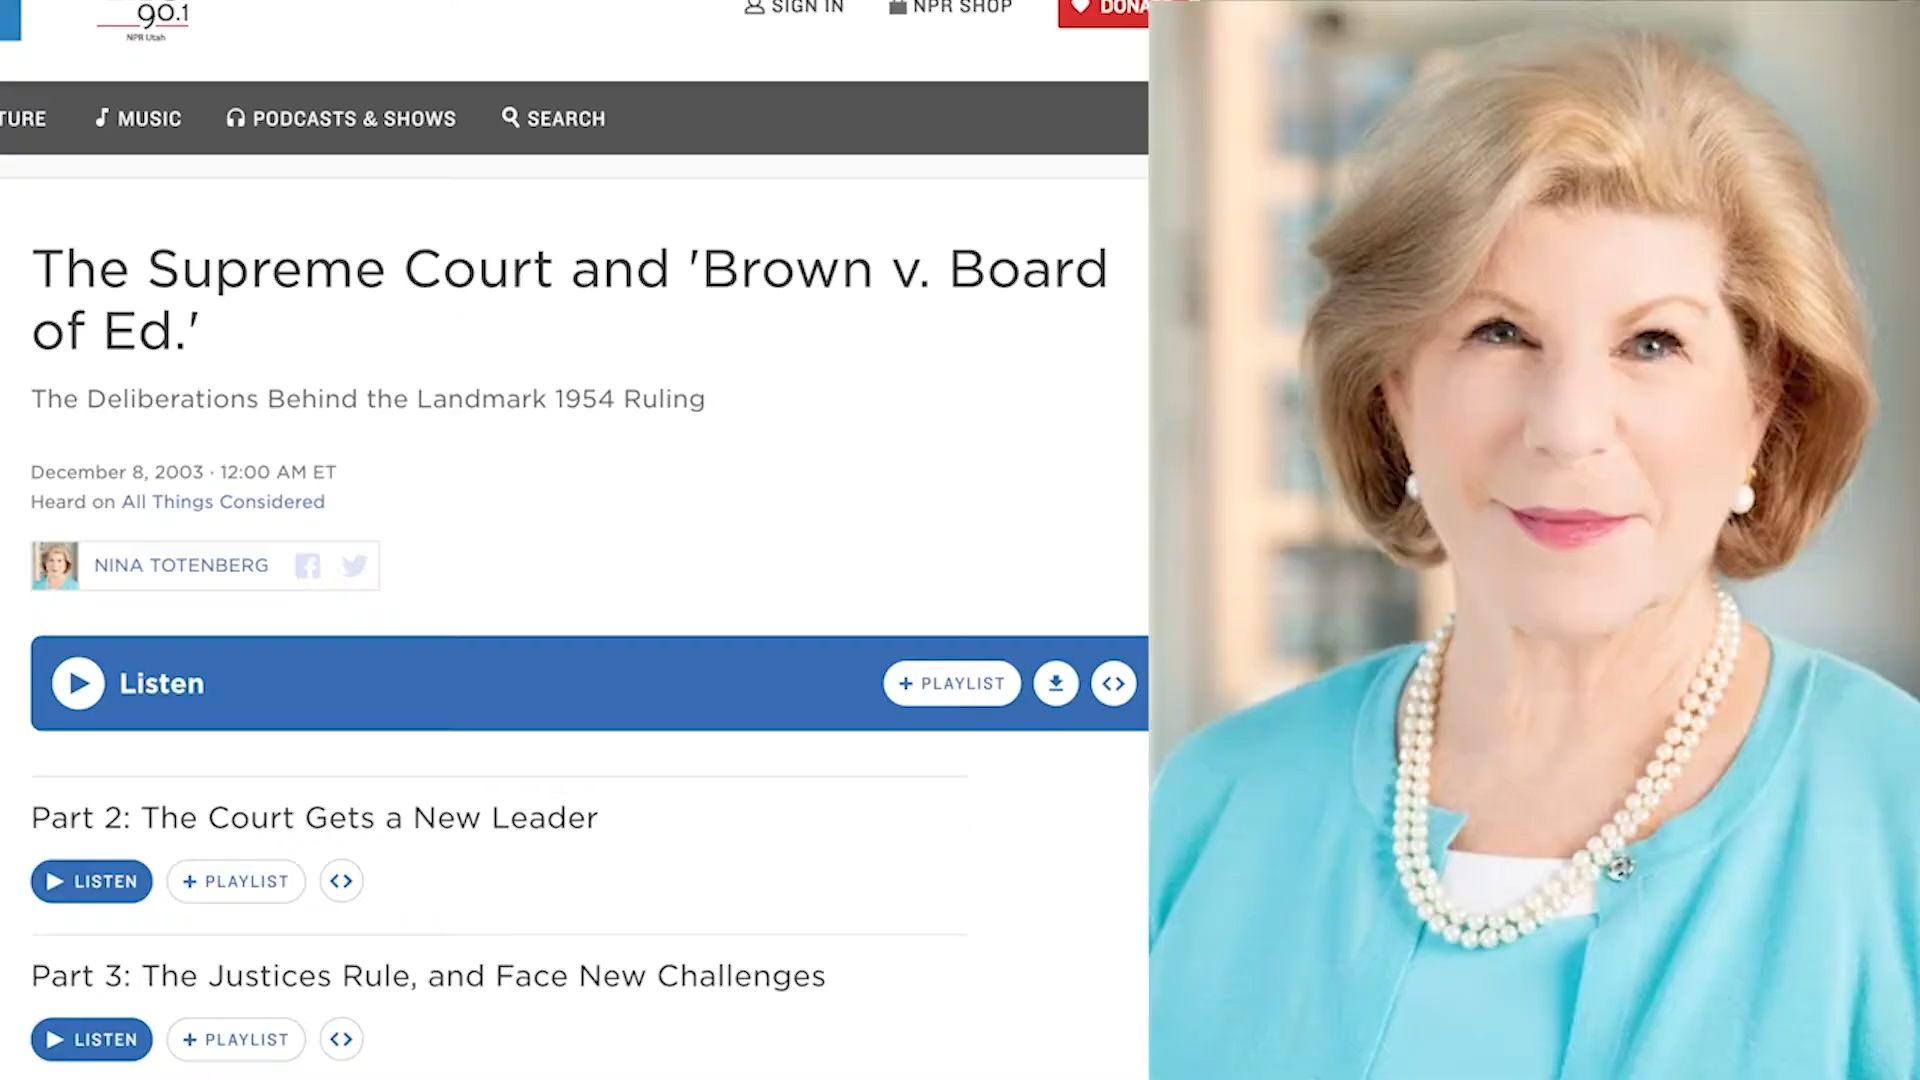 90.1
NPR Utah
SIGN IN
NPR SHOP
TURE
MUSIC
PODCASTS & SHOWS
SEARCH
The Supreme Court and 'Brown v. Board
of Ed.'
The Deliberations Behind the Landmark 1954 Ruling
December 8, 2003 · 12:00 AM ET
Heard on All Things Considered
NINA TOTENBERG
Listen
+ PLAYLIST
Part 2: The Court Gets a New Leader
LISTEN
+ PLAYLIST
Part 3: The Justices Rule, and Face New Challenges
LISTEN
+ PLAYLIST